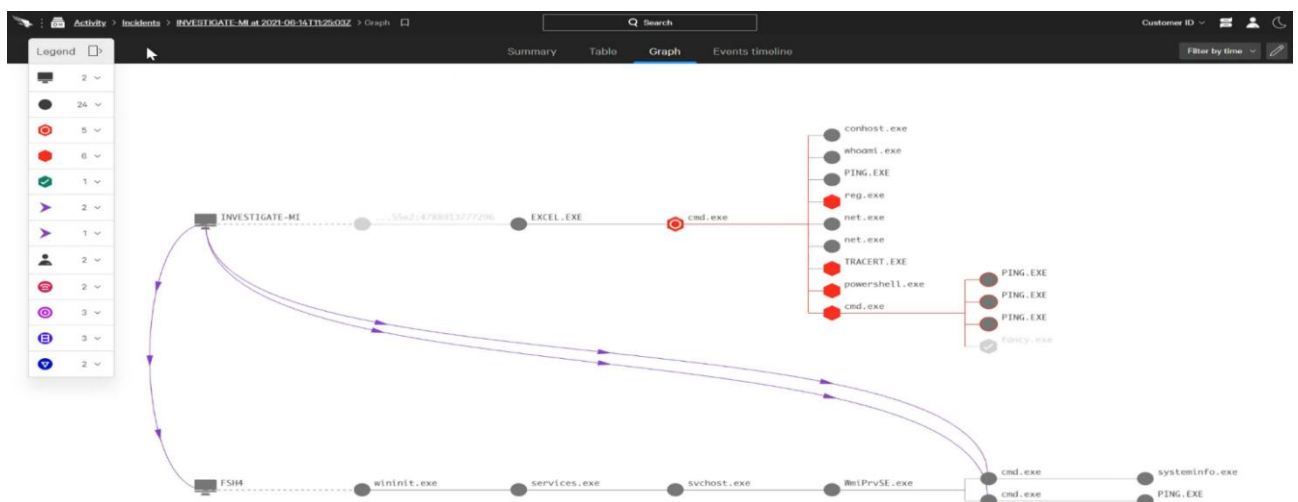 Activity > Incidents > INVESTIGATE-MI at 2021-06-14T11:25:03Z > Graph
Search
Customer ID
Legend
Summary Table Graph Events timeline
Filter by time
2
24
5
6
1
2
1
2
2
3
3
2
conhost.exe
whoami.exe
PING.EXE
reg.exe
INVESTIGATE-MI
EXCEL.EXE
cmd.exe
net.exe
net.exe
TRACERT.EXE
powershell.exe
cmd.exe
PING.EXE
PING.EXE
PING.EXE
fancy.exe
FSH4
wininit.exe
services.exe
svchost.exe
WmiPrvSE.exe
cmd.exe
systeminfo.exe
cmd.exe
PING.EXE